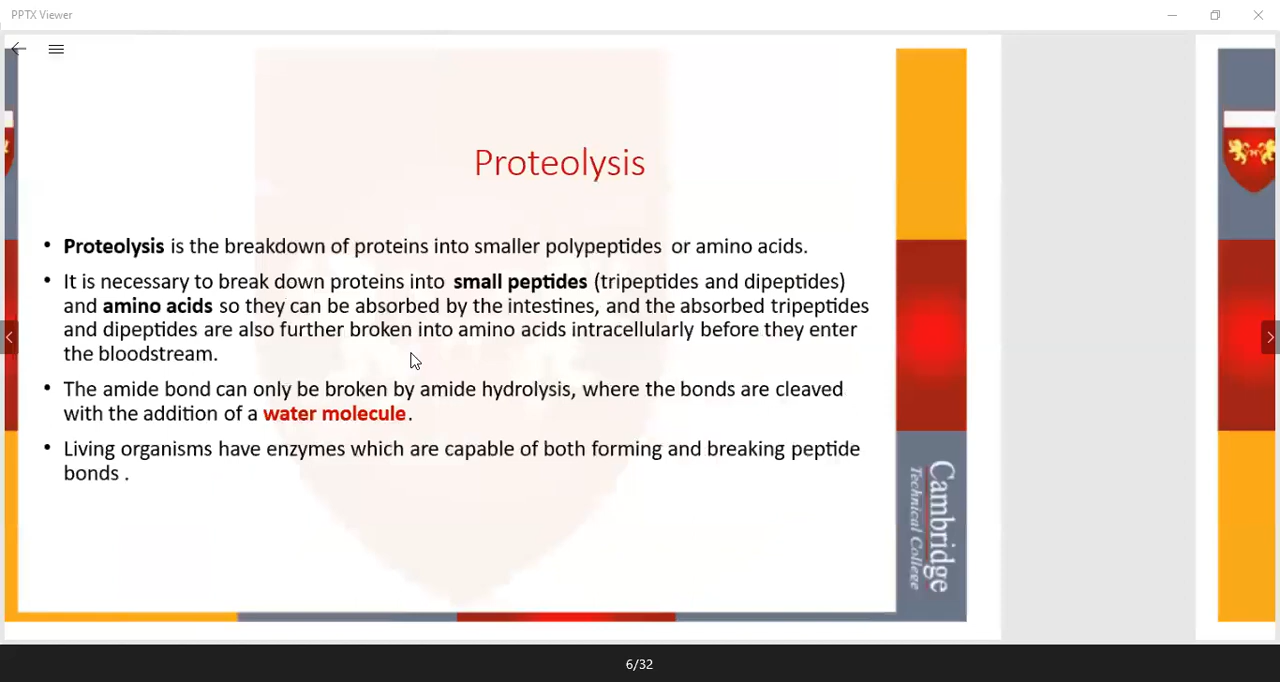 PPTX Viewer
Proteolysis
• Proteolysis is the breakdown of proteins into smaller polypeptides or amino acids.
• It is necessary to break down proteins into small peptides (tripeptides and dipeptides)
and amino acids so they can be absorbed by the intestines, and the absorbed tripeptides
and dipeptides are also further broken into amino acids intracellularly before they enter
the bloodstream.
• The amide bond can only be broken by amide hydrolysis, where the bonds are cleaved
with the addition of a water molecule.
• Living organisms have enzymes which are capable of both forming and breaking peptide
bonds .
Cambridge
Technical College
6/32